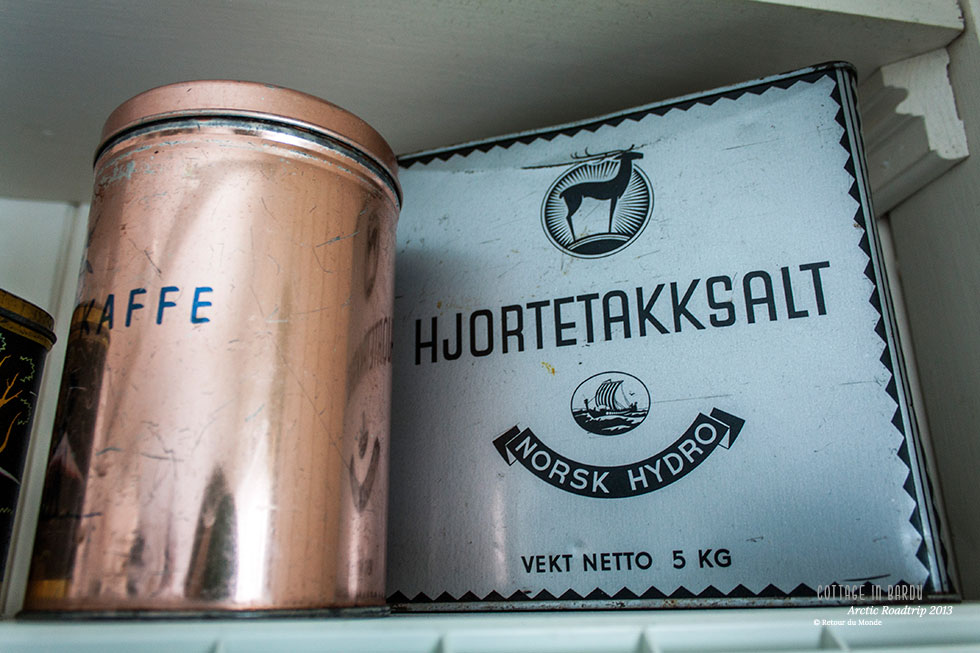 KAFFE
HJORTETAKKSALT
NORSK HYDRO
VEKT NETTO 5 KG
COTTAGE IN BARDU
Arctic Roadtrip 2013
© Retour du Monde